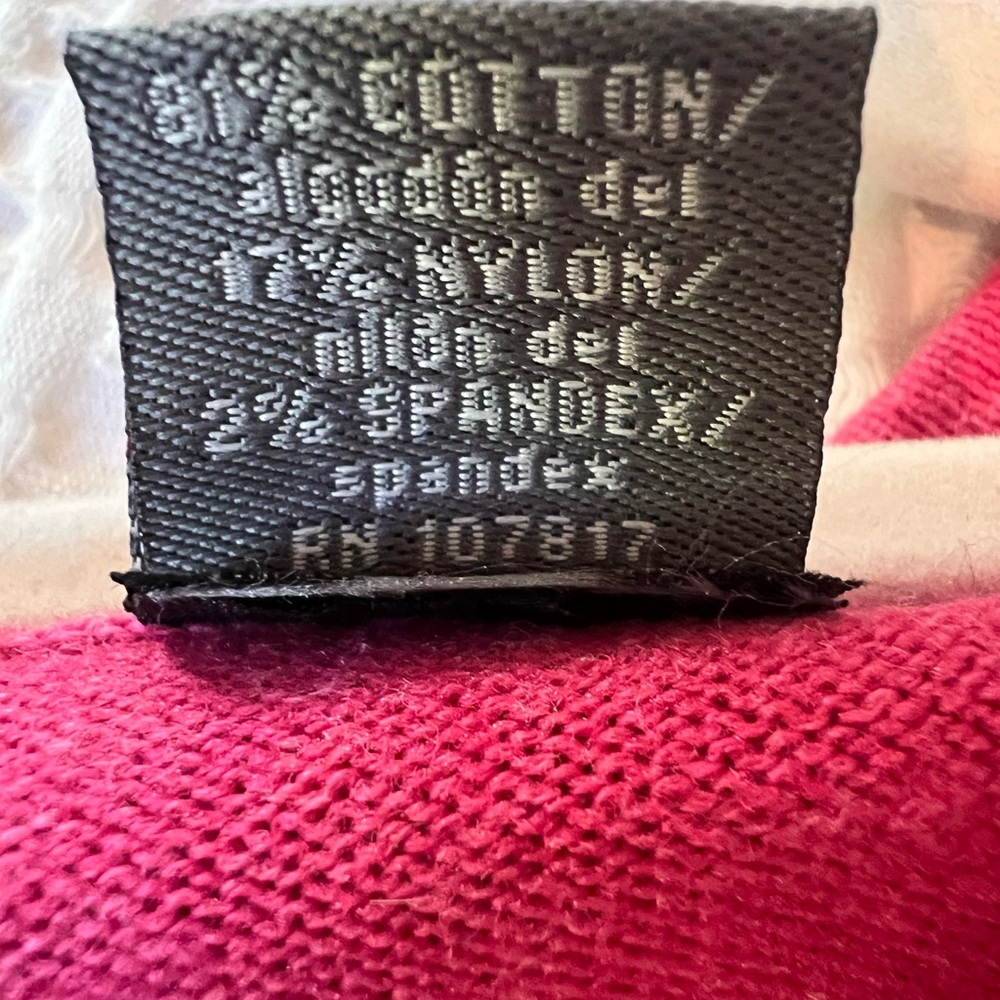 81% COTTON/
algodón del
17% NYLON/
nilón del
2% SPANDEX/
spandex
RN 107817